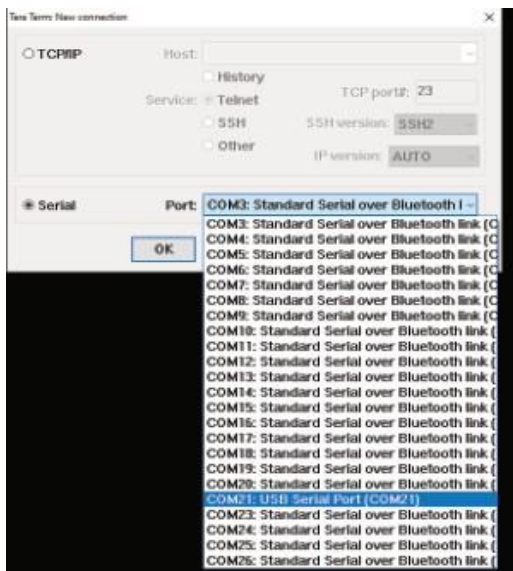 Tera Term: New connection
TCP/IP
Host:
History
Service:
Telnet
TCP port#: 23
SSH
SSH version: SSH2
Other
IP version: AUTO
Serial
Port: COM3: Standard Serial over Bluetooth l
OK
COM3: Standard Serial over Bluetooth link (C
COM4: Standard Serial over Bluetooth link (C
COM5: Standard Serial over Bluetooth link (C
COM6: Standard Serial over Bluetooth link (C
COM7: Standard Serial over Bluetooth link (C
COM8: Standard Serial over Bluetooth link (C
COM9: Standard Serial over Bluetooth link (C
COM10: Standard Serial over Bluetooth link (
COM11: Standard Serial over Bluetooth link (
COM12: Standard Serial over Bluetooth link (
COM13: Standard Serial over Bluetooth link (
COM14: Standard Serial over Bluetooth link (
COM15: Standard Serial over Bluetooth link (
COM16: Standard Serial over Bluetooth link (
COM17: Standard Serial over Bluetooth link (
COM18: Standard Serial over Bluetooth link (
COM19: Standard Serial over Bluetooth link (
COM20: Standard Serial over Bluetooth link (
COM21: USB Serial Port (COM21)
COM23: Standard Serial over Bluetooth link (
COM24: Standard Serial over Bluetooth link (
COM25: Standard Serial over Bluetooth link (
COM26: Standard Serial over Bluetooth link (